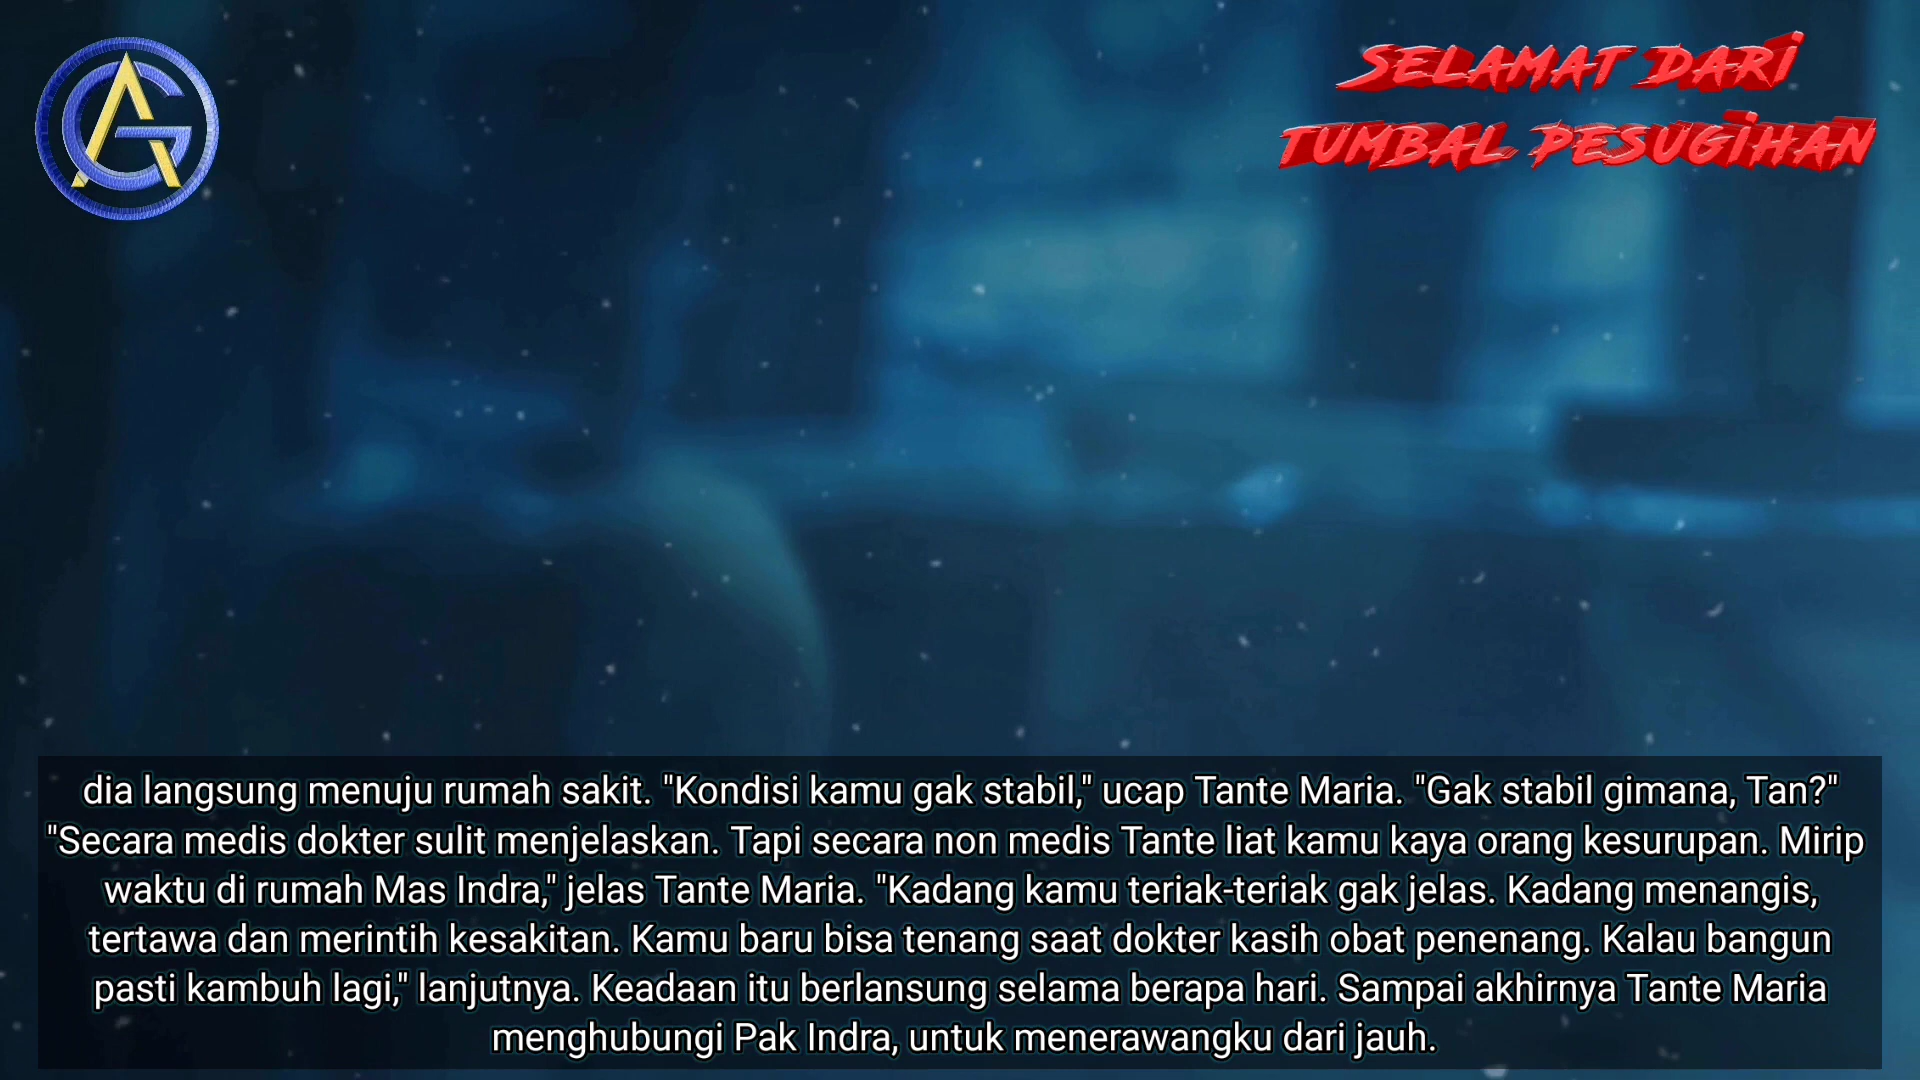 SELAMAT DARI
TUMBAL PESUGIHAN
dia langsung menuju rumah sakit. "Kondisi kamu gak stabil," ucap Tante Maria. "Gak stabil gimana, Tan?"
"Secara medis dokter sulit menjelaskan. Tapi secara non medis Tante liat kamu kaya orang kesurupan. Mirip
waktu di rumah Mas Indra," jelas Tante Maria. "Kadang kamu teriak-teriak gak jelas. Kadang menangis,
tertawa dan merintih kesakitan. Kamu baru bisa tenang saat dokter kasih obat penenang. Kalau bangun
pasti kambuh lagi," lanjutnya. Keadaan itu berlansung selama berapa hari. Sampai akhirnya Tante Maria
menghubungi Pak Indra, untuk menerawangku dari jauh.